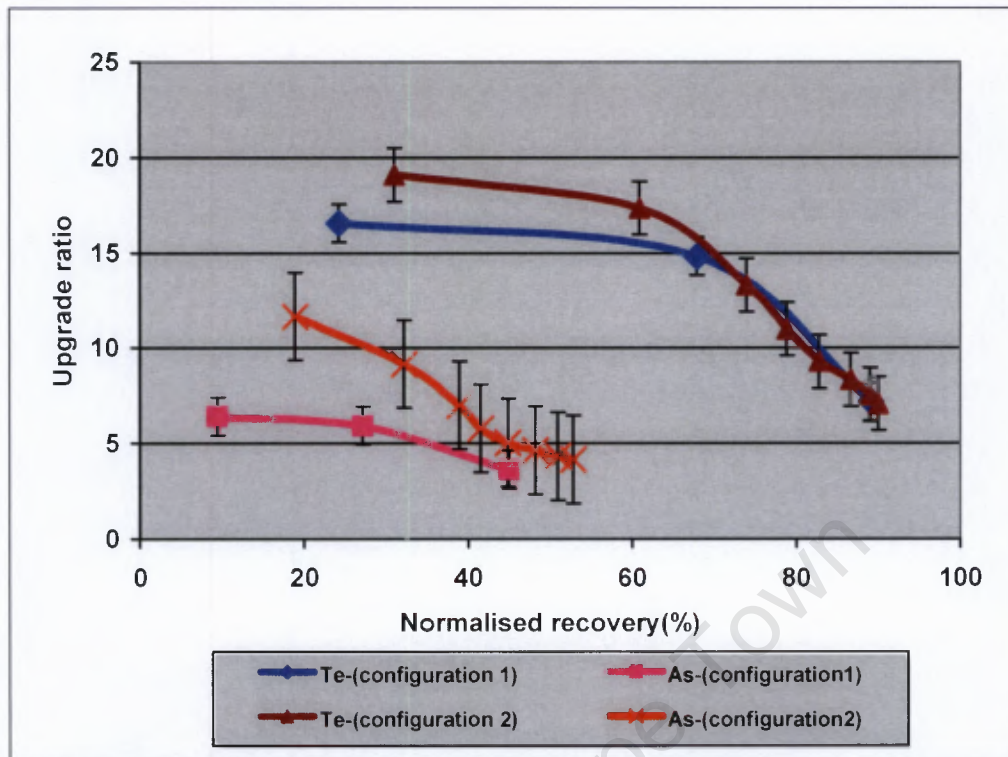 25
20
15
10
5
0
Upgrade ratio
0 20 40 60 80 100
Normalised recovery(%)
Te-(configuration 1) As-(configuration1)
Te-(configuration 2) As-(configuration2)
Town